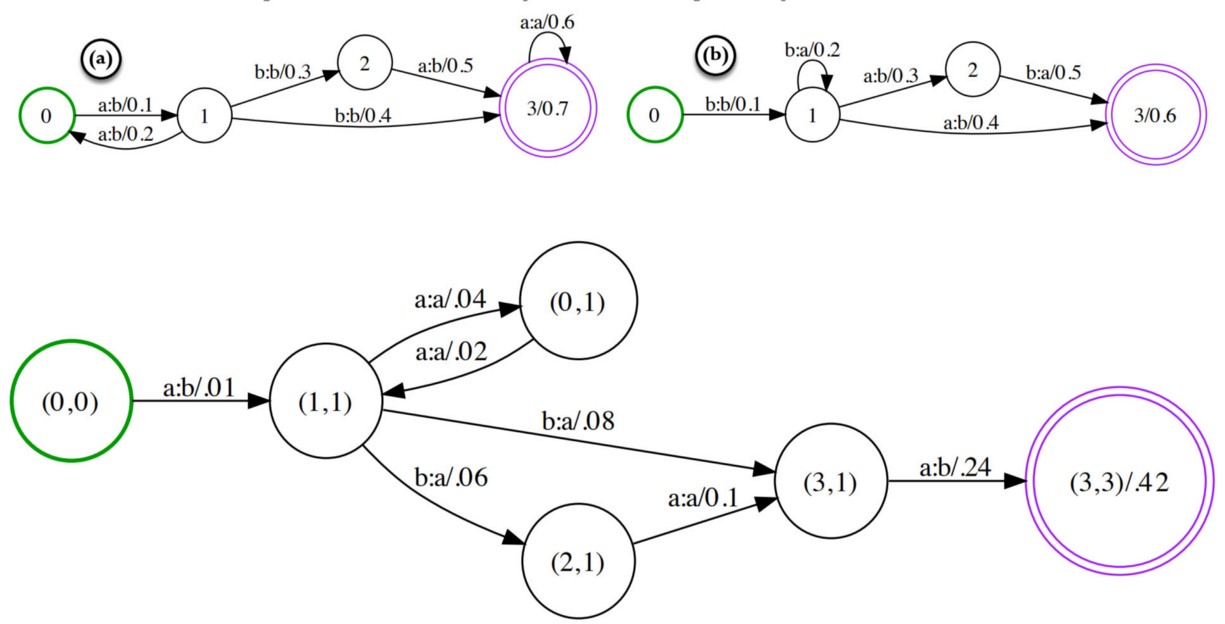 (a)
0
a:b/0.1
a:b/0.2
1
b:b/0.3
2
a:b/0.5
b:b/0.4
a:a/0.6
3/0.7
(b)
0
b:b/0.1
b:a/0.2
1
a:b/0.3
2
b:a/0.5
a:b/0.4
3/0.6
(0,0)
a:b/.01
(1,1)
a:a/.04
(0,1)
a:a/.02
b:a/.08
b:a/.06
(2,1)
a:a/0.1
(3,1)
a:b/.24
(3,3)/.42